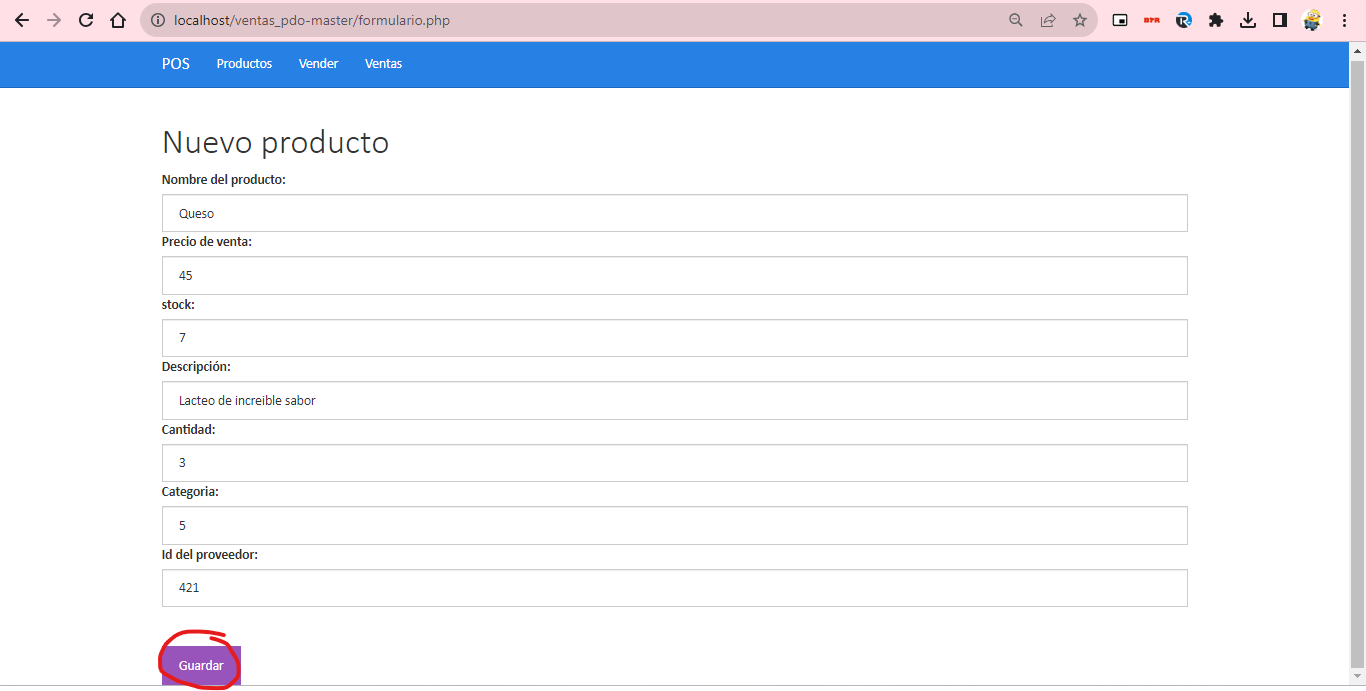 localhost/ventas_pdo-master/formulario.php
POS Productos Vender Ventas
Nuevo producto
Nombre del producto:
Queso
Precio de venta:
45
stock:
7
Descripción:
Lacteo de increible sabor
Cantidad:
3
Categoria:
5
Id del proveedor:
421
Guardar